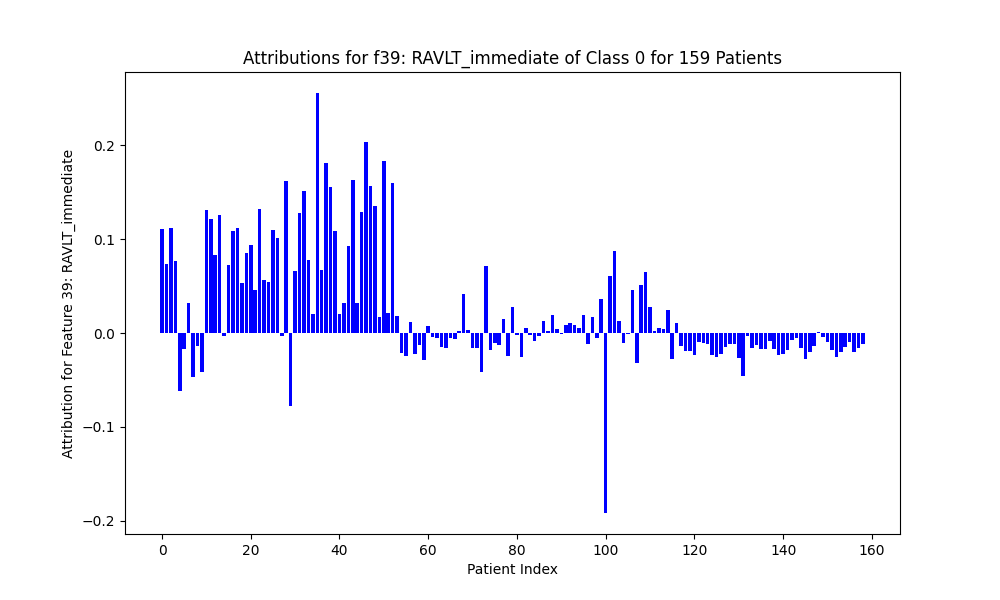 Attributions for f39: RAVLT_immediate of Class 0 for 159 Patients
Attribution for Feature 39: RAVLT_immediate
0.2
0.1
0.0
−0.1
−0.2
0 20 40 60 80 100 120 140 160
Patient Index